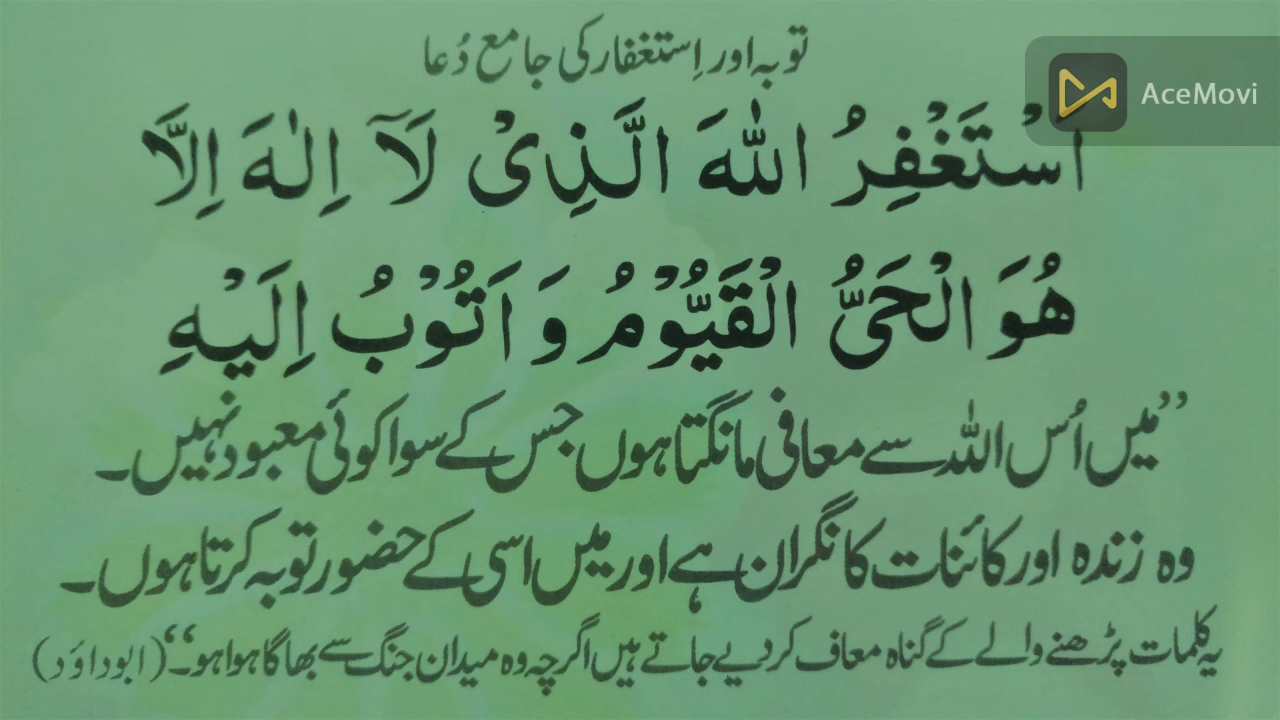 توبہ اور اِستغفار کی جامع دُعا
AceMovi
اَسْتَغْفِرُ اللّٰهَ الَّذِیْ لَآ اِلٰهَ اِلَّا
هُوَ الْحَیُّ الْقَیُّوْمُ وَ اَتُوْبُ اِلَیْهِ
”میں اُس اللہ سے معافی مانگتا ہوں جس کے سوا کوئی معبود نہیں۔
وہ زندہ اور کائنات کا نگران ہے اور میں اسی کے حضور توبہ کرتا ہوں۔
یہ کلمات پڑھنے والے کے گناہ معاف کر دیے جاتے ہیں اگرچہ وہ میدان جنگ سے بھاگا ہوا ہو۔“ (ابوداؤد)